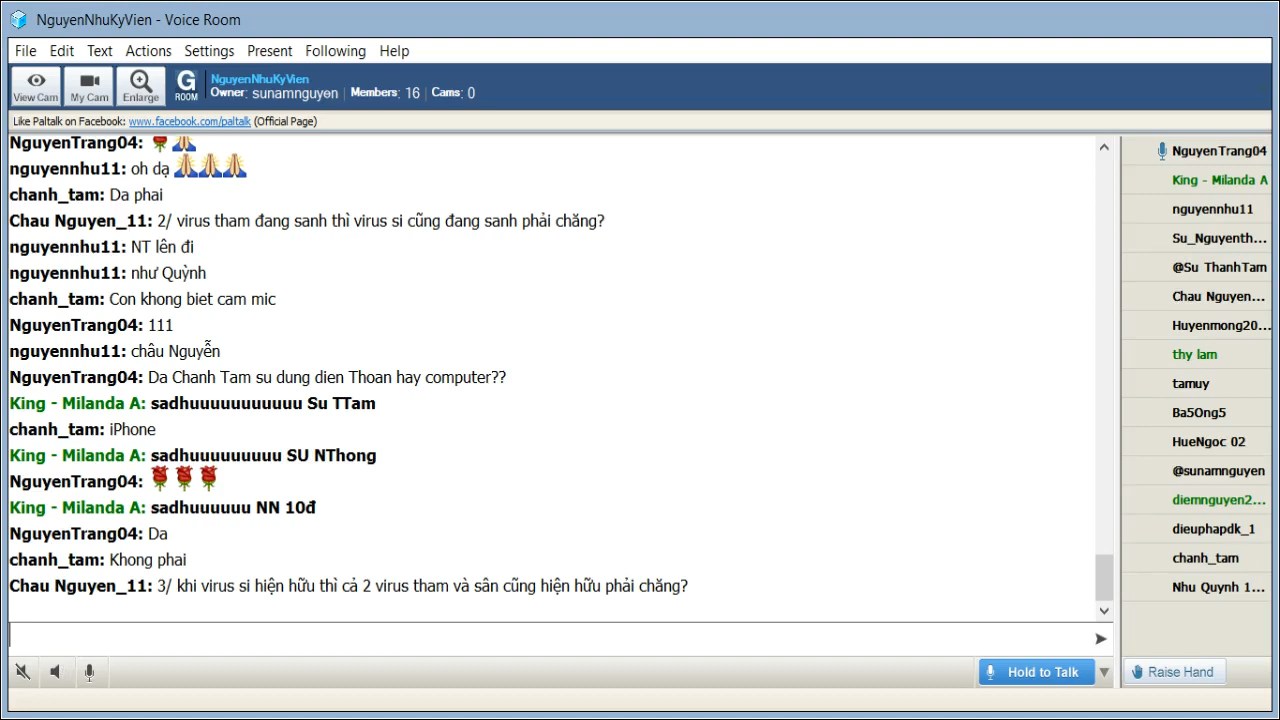 NguyenNhuKyVien - Voice Room
File Edit Text Actions Settings Present Following Help
View Cam My Cam Enlarge G ROOM
NguyenNhuKyVien
Owner: sunamnguyen | Members: 16 | Cams: 0
Like Paltalk on Facebook: www.facebook.com/paltalk (Official Page)
NguyenTrang04:
nguyennhu11: oh dạ
chanh_tam: Da phai
Chau Nguyen_11: 2/ virus tham đang sanh thì virus si cũng đang sanh phải chăng?
nguyennhu11: NT lên đi
nguyennhu11: như Quỳnh
chanh_tam: Con khong biet cam mic
NguyenTrang04: 111
nguyennhu11: châu Nguyễn
NguyenTrang04: Da Chanh Tam su dung dien Thoan hay computer??
King - Milanda A: sadhuuuuuuuuuuu Su TTam
chanh_tam: iPhone
King - Milanda A: sadhuuuuuuuuuu SU NThong
NguyenTrang04:
King - Milanda A: sadhuuuuuuu NN 10đ
NguyenTrang04: Da
chanh_tam: Khong phai
Chau Nguyen_11: 3/ khi virus si hiện hữu thì cả 2 virus tham và sân cũng hiện hữu phải chăng?
NguyenTrang04
King - Milanda A
nguyennhu11
Su_Nguyenth...
@Su ThanhTam
Chau Nguyen...
Huyenmong20...
thy lam
tamuy
Ba5Ong5
HueNgoc 02
@sunamnguyen
diemnguyen2...
dieuphapdk_1
chanh_tam
Nhu Quynh 1...
Hold to Talk
Raise Hand